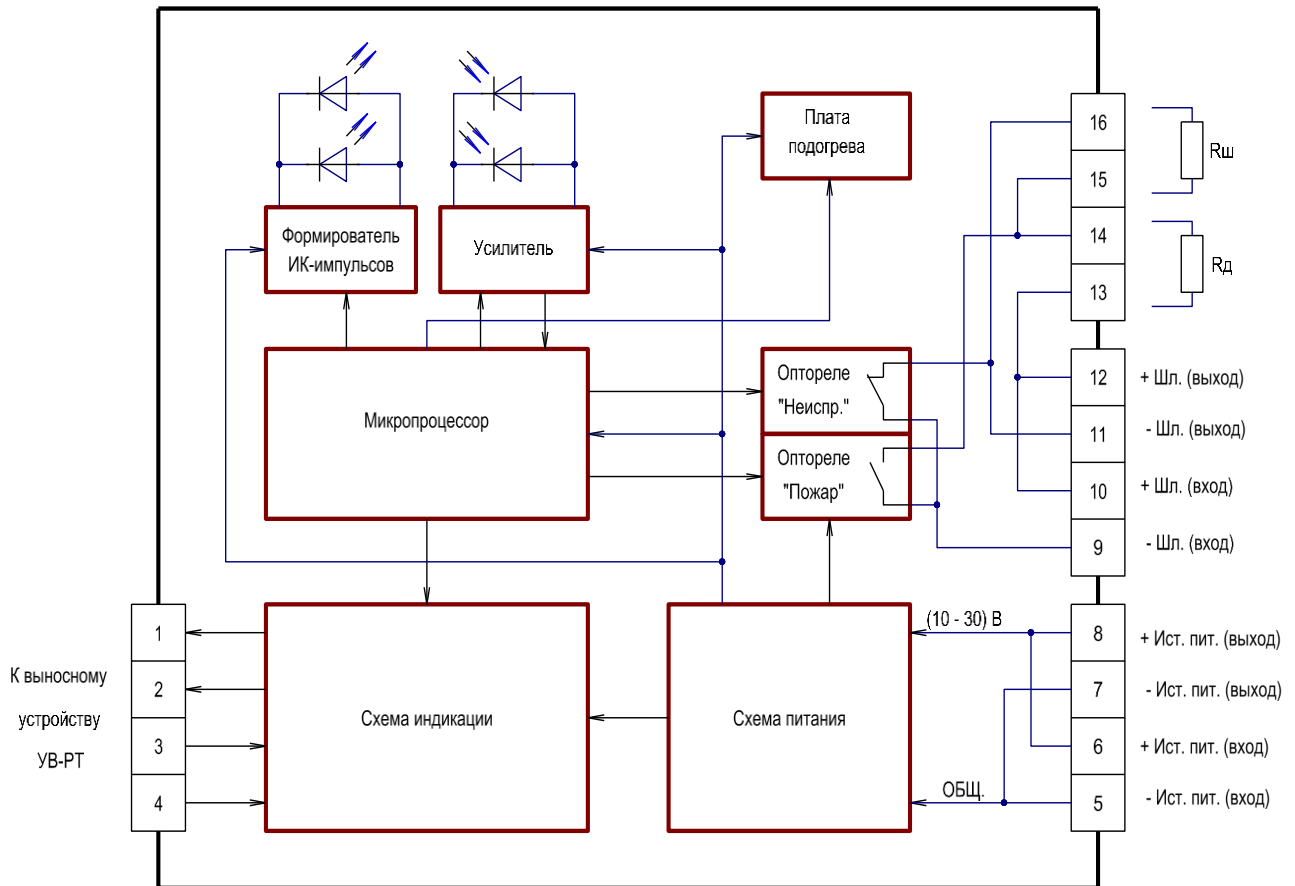 Плата
подогрева
16
15
14
13
Rш
Rд
Формирователь
ИК-импульсов
Усилитель
Микропроцессор
Оптореле
"Неиспр."
Оптореле
"Пожар"
12
11
10
9
+ Шл. (выход)
- Шл. (выход)
+ Шл. (вход)
- Шл. (вход)
К выносному
устройству
УВ-РТ
1
2
3
4
Схема индикации
Схема питания
(10 - 30) В
ОБЩ.
8
7
6
5
+ Ист. пит. (выход)
- Ист. пит. (выход)
+ Ист. пит. (вход)
- Ист. пит. (вход)